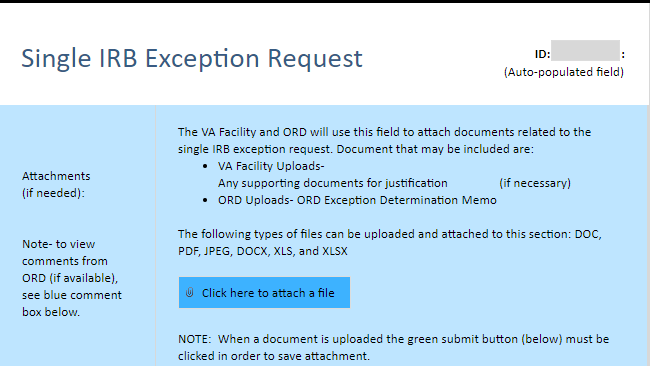 Single IRB Exception Request
ID: :
(Auto-populated field)
Attachments
(if needed):
Note- to view
comments from
ORD (if available),
see blue comment
box below.
The VA Facility and ORD will use this field to attach documents related to the
single IRB exception request. Document that may be included are:
• VA Facility Uploads-
Any supporting documents for justification (if necessary)
• ORD Uploads- ORD Exception Determination Memo
The following types of files can be uploaded and attached to this section: DOC,
PDF, JPEG, DOCX, XLS, and XLSX
Click here to attach a file
NOTE: When a document is uploaded the green submit button (below) must be
clicked in order to save attachment.